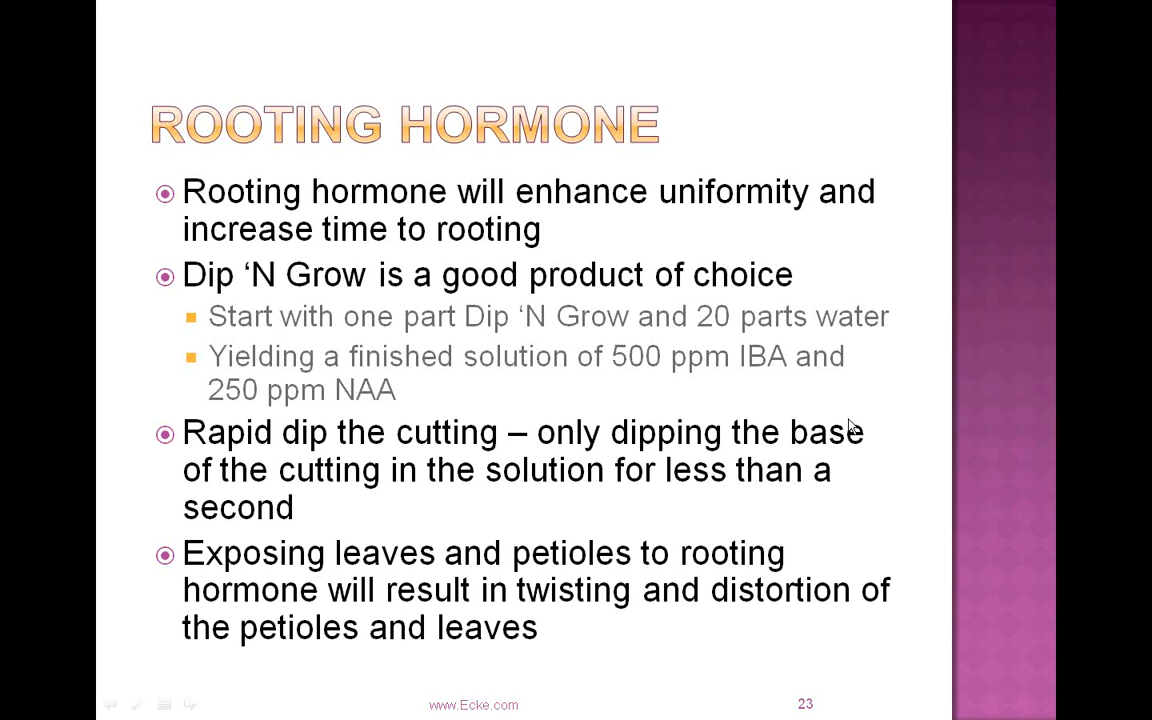 ROOTING HORMONE
Rooting hormone will enhance uniformity and
increase time to rooting
Dip ‘N Grow is a good product of choice
Start with one part Dip ‘N Grow and 20 parts water
Yielding a finished solution of 500 ppm IBA and
250 ppm NAA
Rapid dip the cutting – only dipping the base
of the cutting in the solution for less than a
second
Exposing leaves and petioles to rooting
hormone will result in twisting and distortion of
the petioles and leaves
www.Ecke.com
23